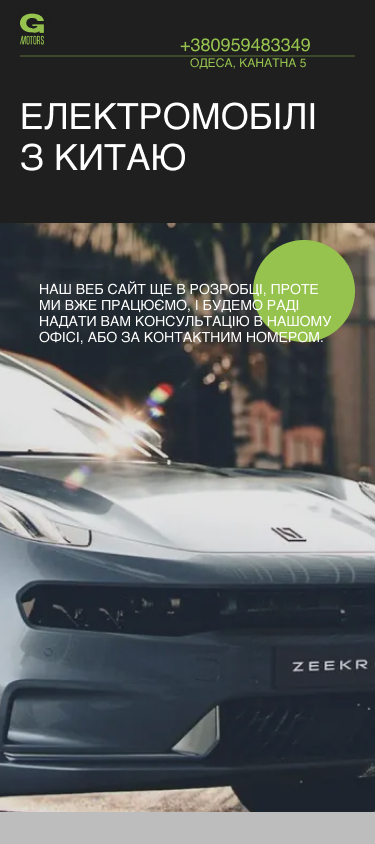 G
MOTORS
+380959483349
ОДЕСА, КАНАТНА 5
ЕЛЕКТРОМОБІЛІ
З КИТАЮ
НАШ ВЕБ САЙТ ЩЕ В РОЗРОБЦІ, ПРОТЕ
МИ ВЖЕ ПРАЦЮЄМО, І БУДЕМО РАДІ
НАДАТИ ВАМ КОНСУЛЬТАЦІЮ В НАШОМУ
ОФІСІ, АБО ЗА КОНТАКТНИМ НОМЕРОМ.
ZEEKR